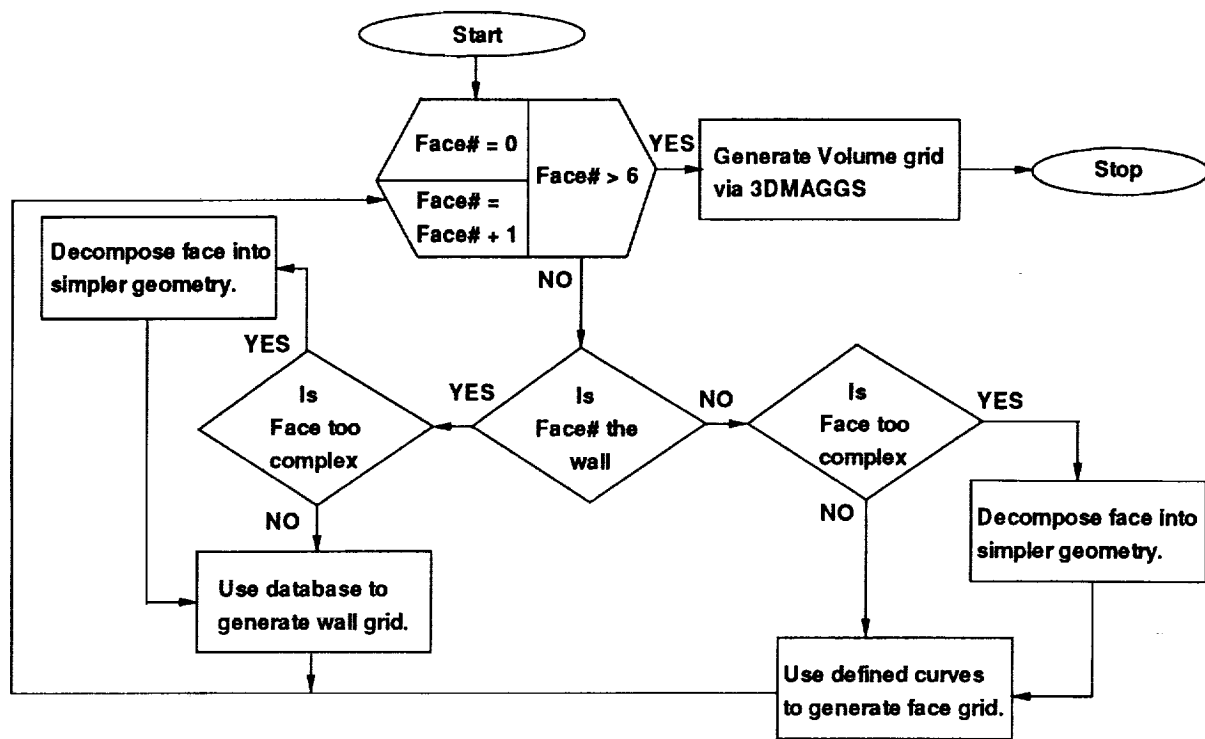 Start
Face# = 0
Face# =
Face# + 1
Face# > 6
YES
Generate Volume grid
via 3DMAGGS
Stop
NO
Decompose face into
simpler geometry.
YES
Is
Face too
complex
YES
Is
Face# the
wall
NO
Is
Face too
complex
YES
NO
Use database to
generate wall grid.
NO
Decompose face into
simpler geometry.
Use defined curves
to generate face grid.